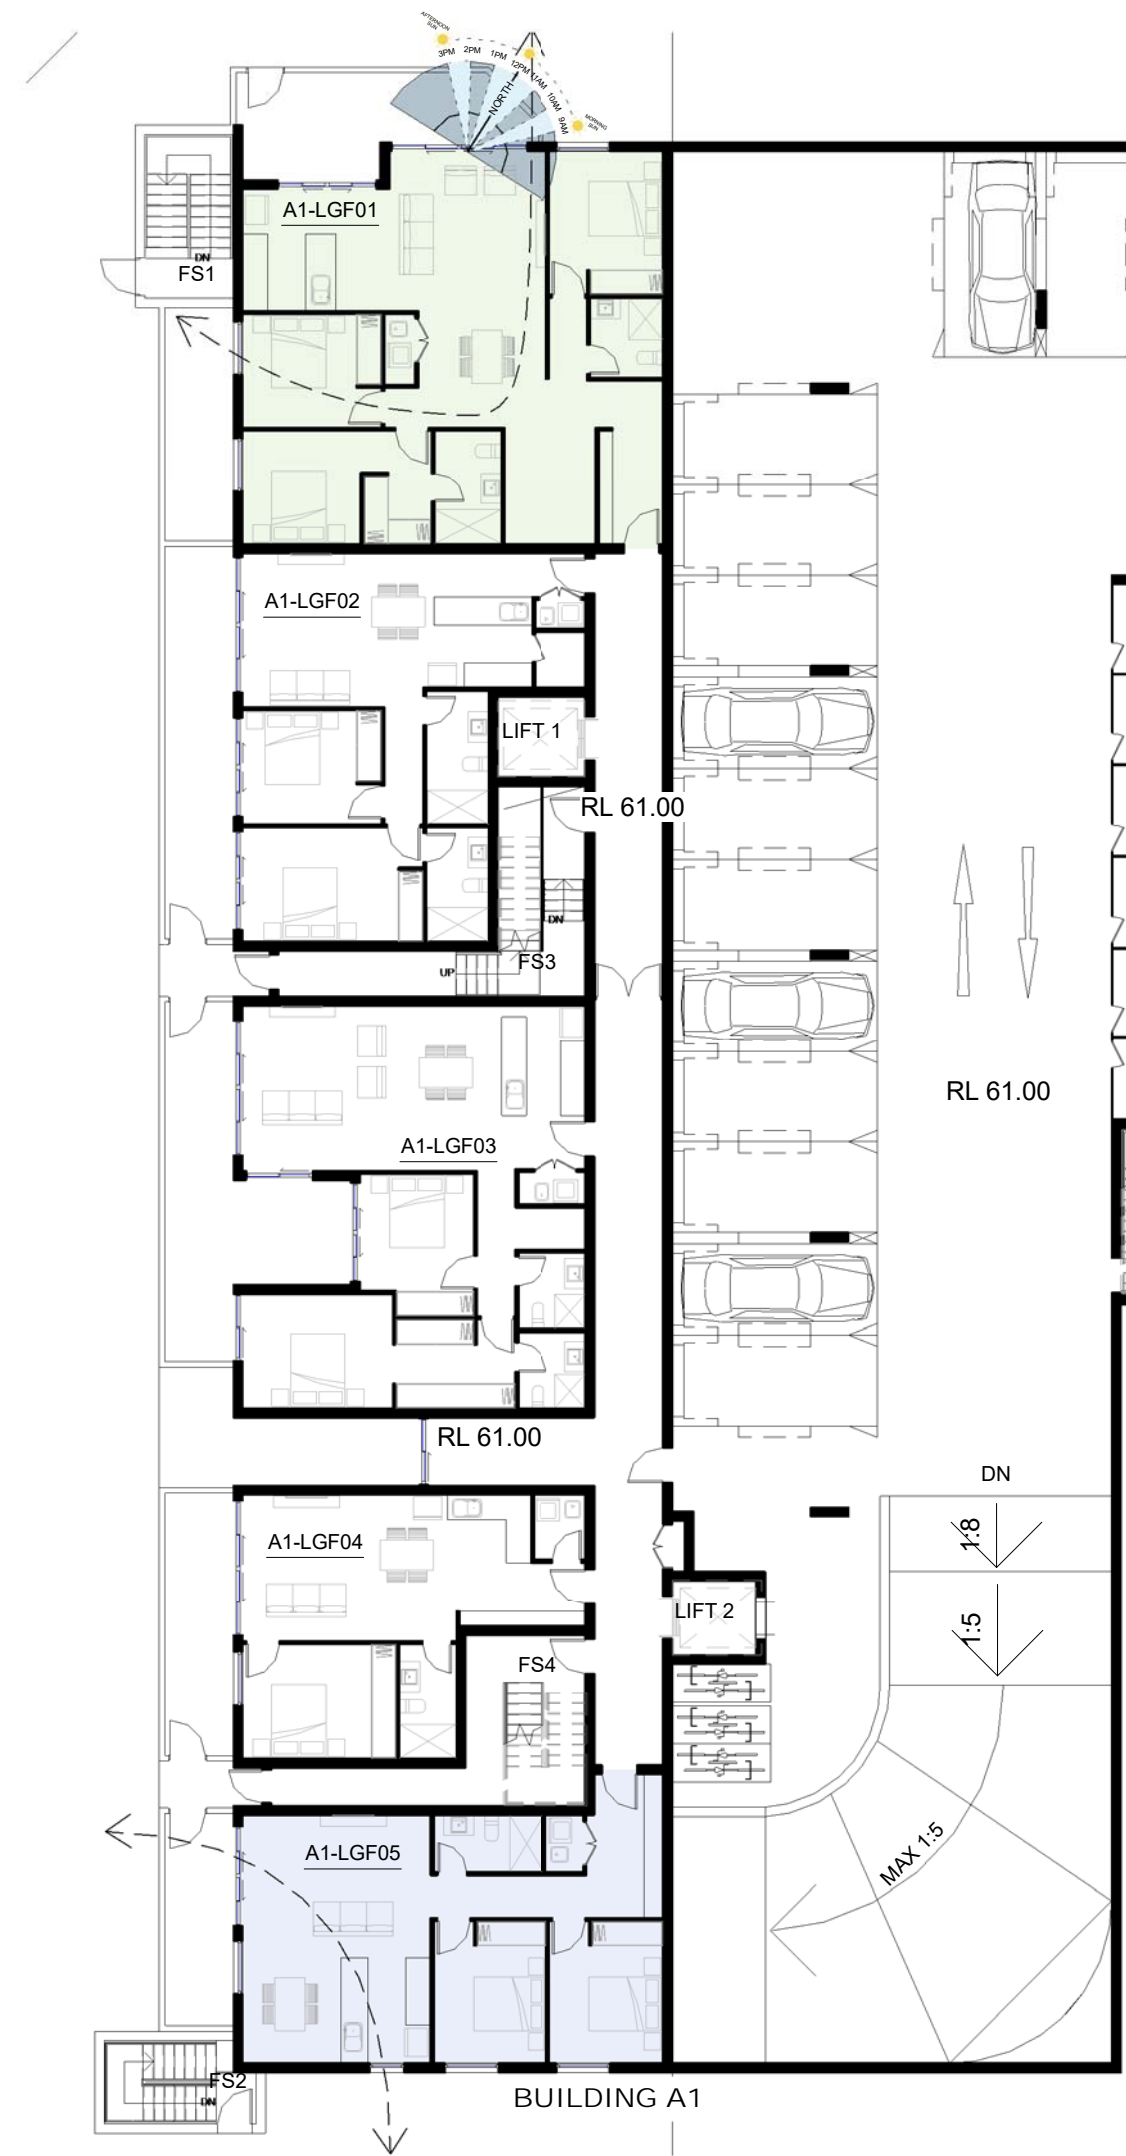 AFTERNOON
SUN
3PM
2PM
1PM
12PM
11AM
10AM
9AM
MORNING
SUN
NORTH
A1-LGF01
DN
FS1
A1-LGF02
LIFT 1
RL 61.00
DN
FS3
UP
RL 61.00
A1-LGF03
RL 61.00
DN
1:8
A1-LGF04
1:5
LIFT 2
FS4
MAX 1:5
A1-LGF05
FS2
DN
BUILDING A1